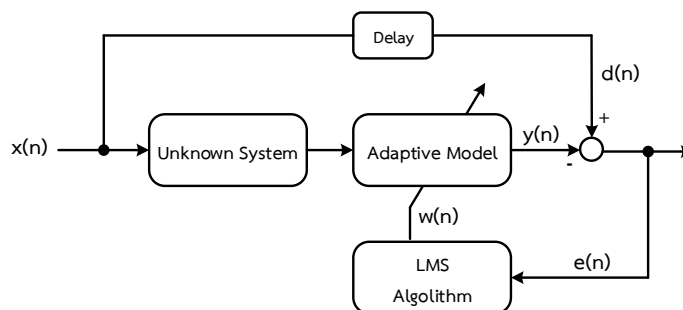 Delay
d(n)
+
x(n)
Unknown System
Adaptive Model
y(n)
-
w(n)
LMS
Algolithm
e(n)